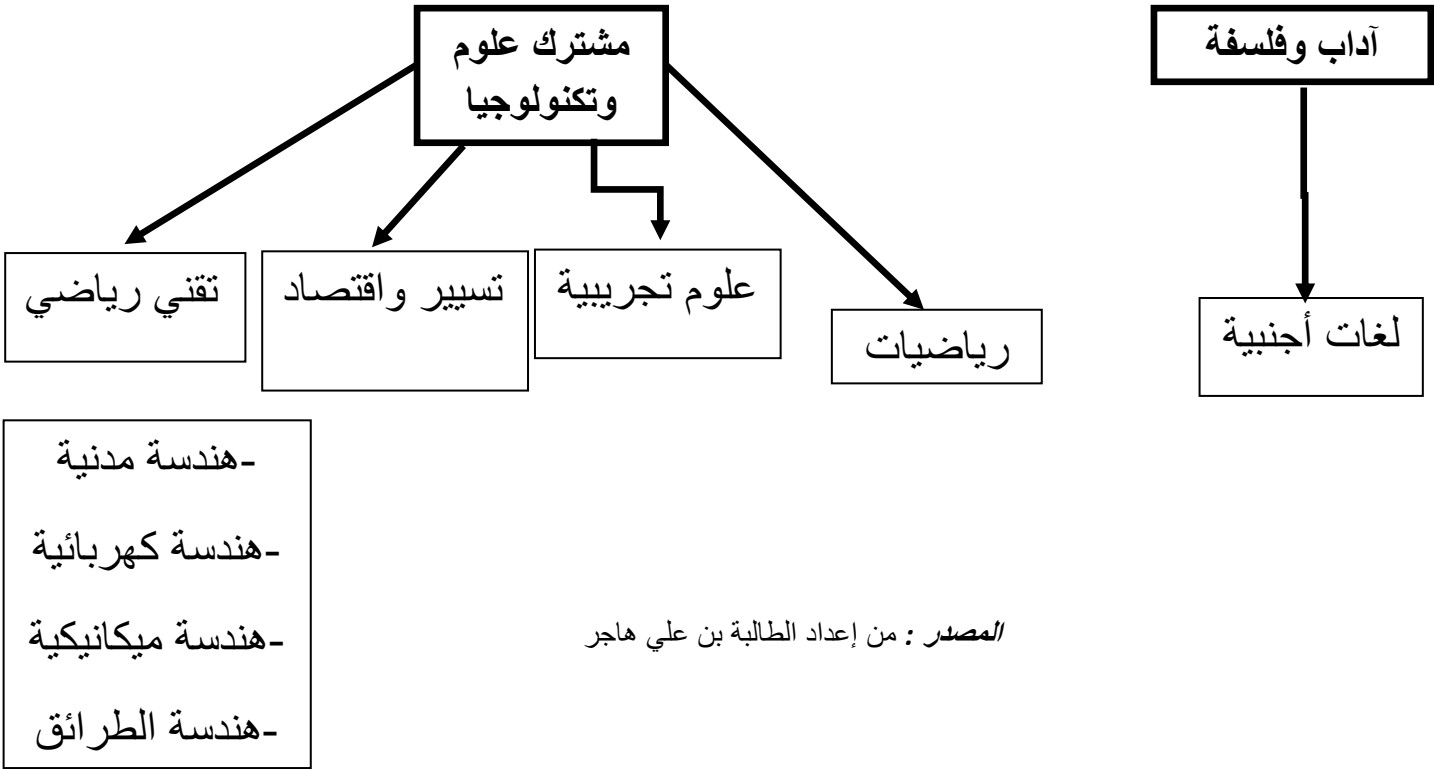 آداب وفلسفة
مشترك علوم
وتكنولوجيا
لغات أجنبية
رياضيات
علوم تجريبية
تسيير واقتصاد
تقني رياضي
-هندسة مدنية
-هندسة كهربائية
-هندسة ميكانيكية
-هندسة الطرائق
المصدر : من إعداد الطالبة بن علي هاجر